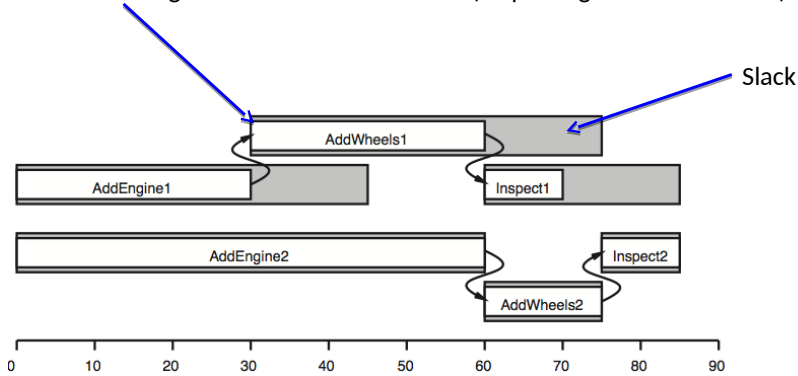 Slack
AddWheels1
AddEngine1
Inspect1
AddEngine2
Inspect2
AddWheels2
0 10 20 30 40 50 60 70 80 90